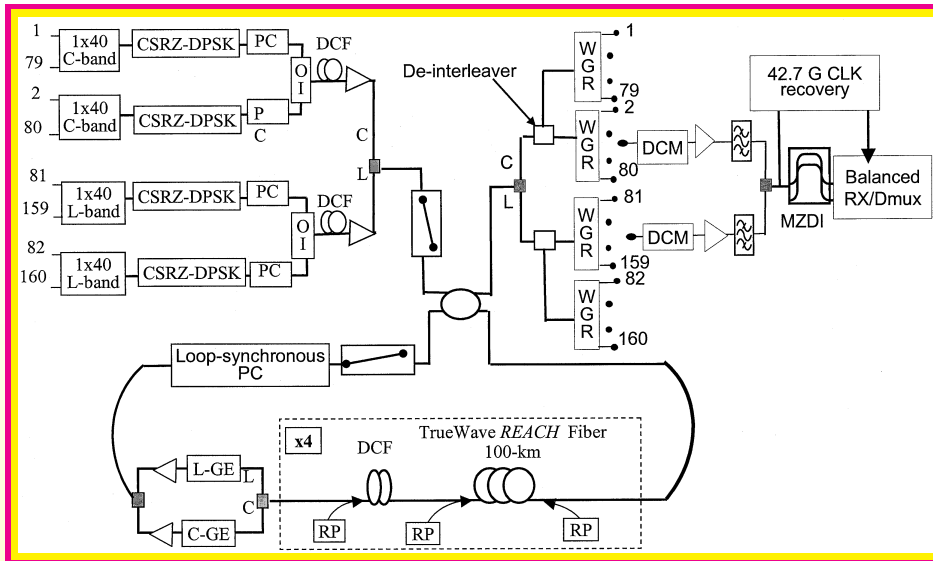 1
79
1x40
C-band
CSRZ-DPSK
PC
DCF
O
I
2
80
1x40
C-band
CSRZ-DPSK
P
C
C
L
81
159
1x40
L-band
CSRZ-DPSK
PC
DCF
O
I
82
160
1x40
L-band
CSRZ-DPSK
PC
De-interleaver
C
L
W
G
R
1
79
W
G
R
2
80
W
G
R
81
159
W
G
R
82
160
DCM
DCM
42.7 G CLK
recovery
MZDI
Balanced
RX/Dmux
Loop-synchronous
PC
x4
TrueWave REACH Fiber
100-km
DCF
RP
RP
RP
L-GE
L
C
C-GE